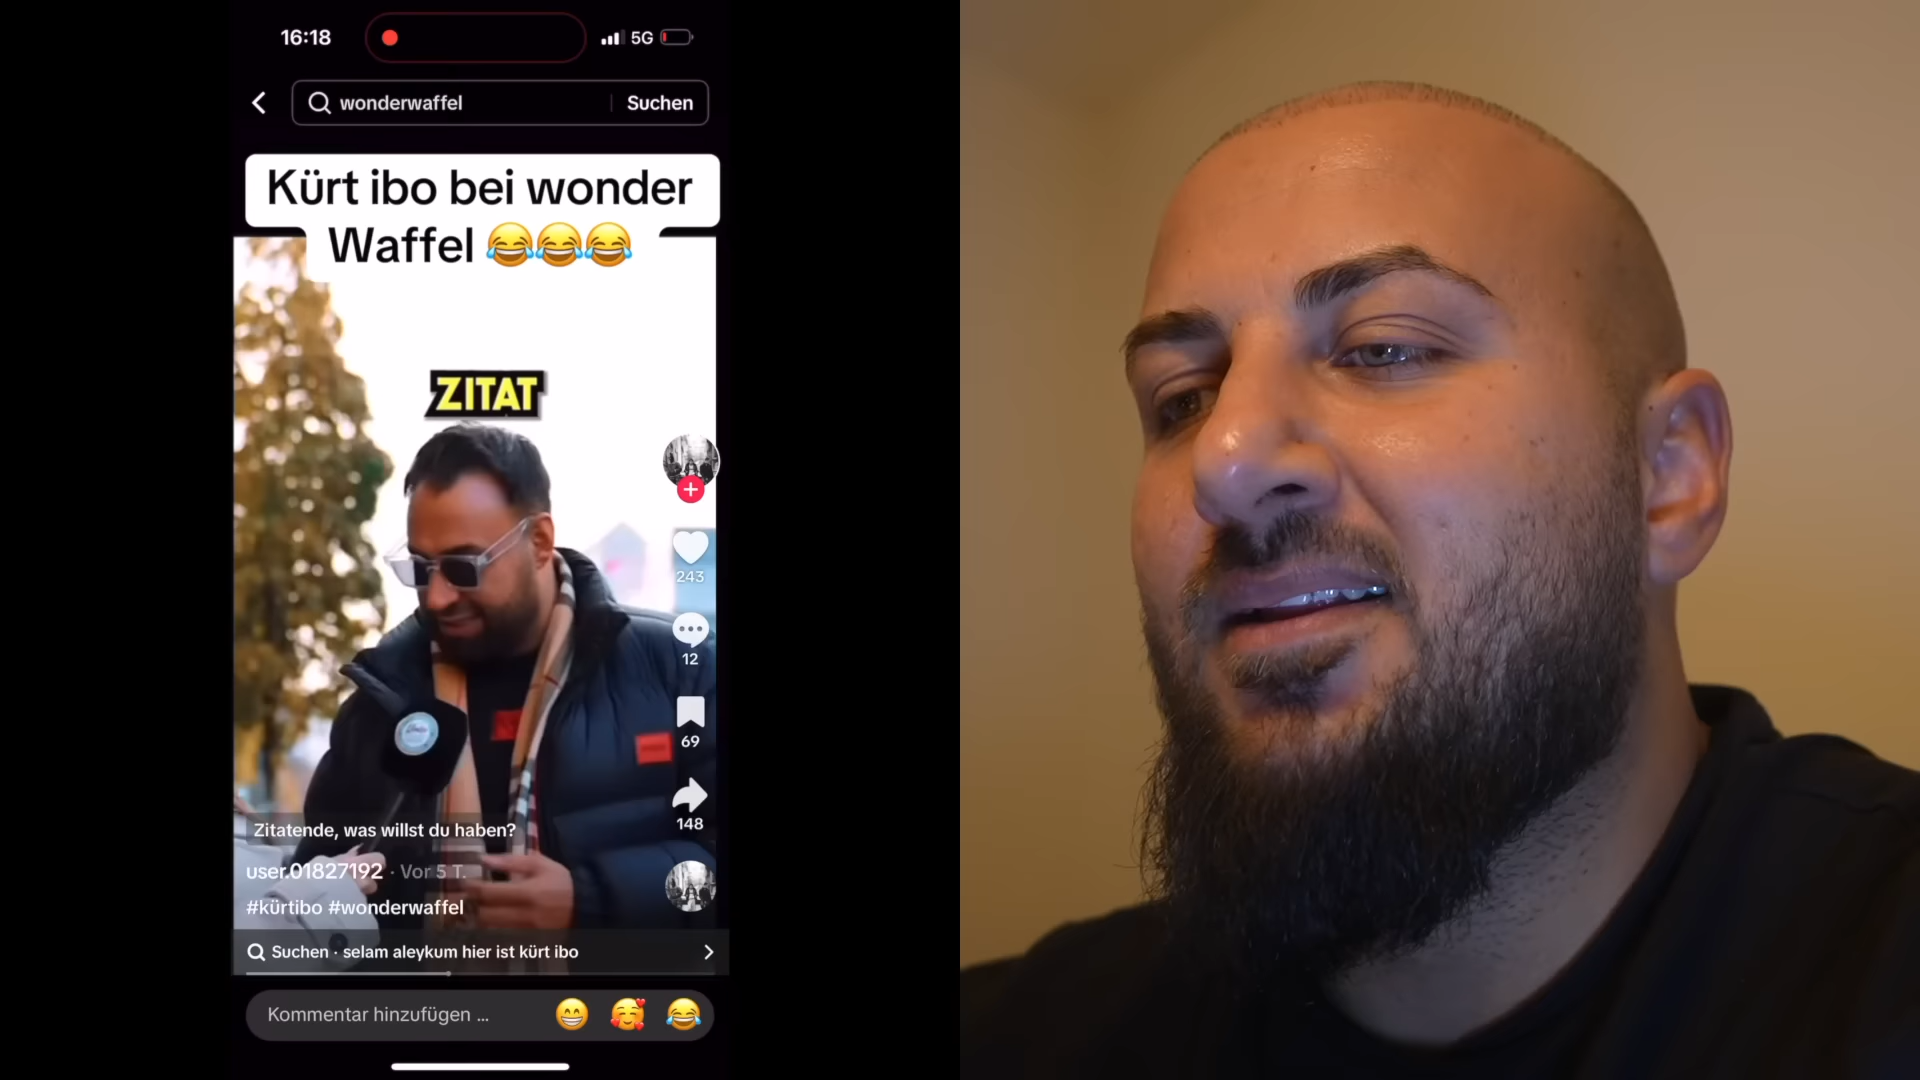 16:18
5G
wonderwaffel
Suchen
Kürt ibo bei wonder
Waffel 😂😂😂
ZITAT
243
12
69
148
Zitatende, was willst du haben?
user.01827192 · Vor 5 T.
#kürtibo #wonderwaffel
Suchen · selam aleykum hier ist kürt ibo
Kommentar hinzufügen ...